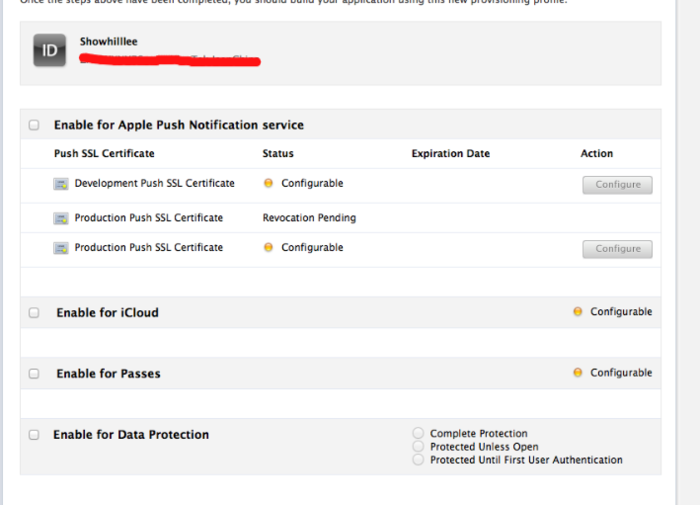 Once the steps above have been completed, you should build your application using this new provisioning profile.
ID
Showhilllee
Enable for Apple Push Notification service
Push SSL Certificate Status Expiration Date Action
Development Push SSL Certificate Configurable Configure
Production Push SSL Certificate Revocation Pending
Production Push SSL Certificate Configurable Configure
Enable for iCloud Configurable
Enable for Passes Configurable
Enable for Data Protection Complete Protection
Protected Unless Open
Protected Until First User Authentication